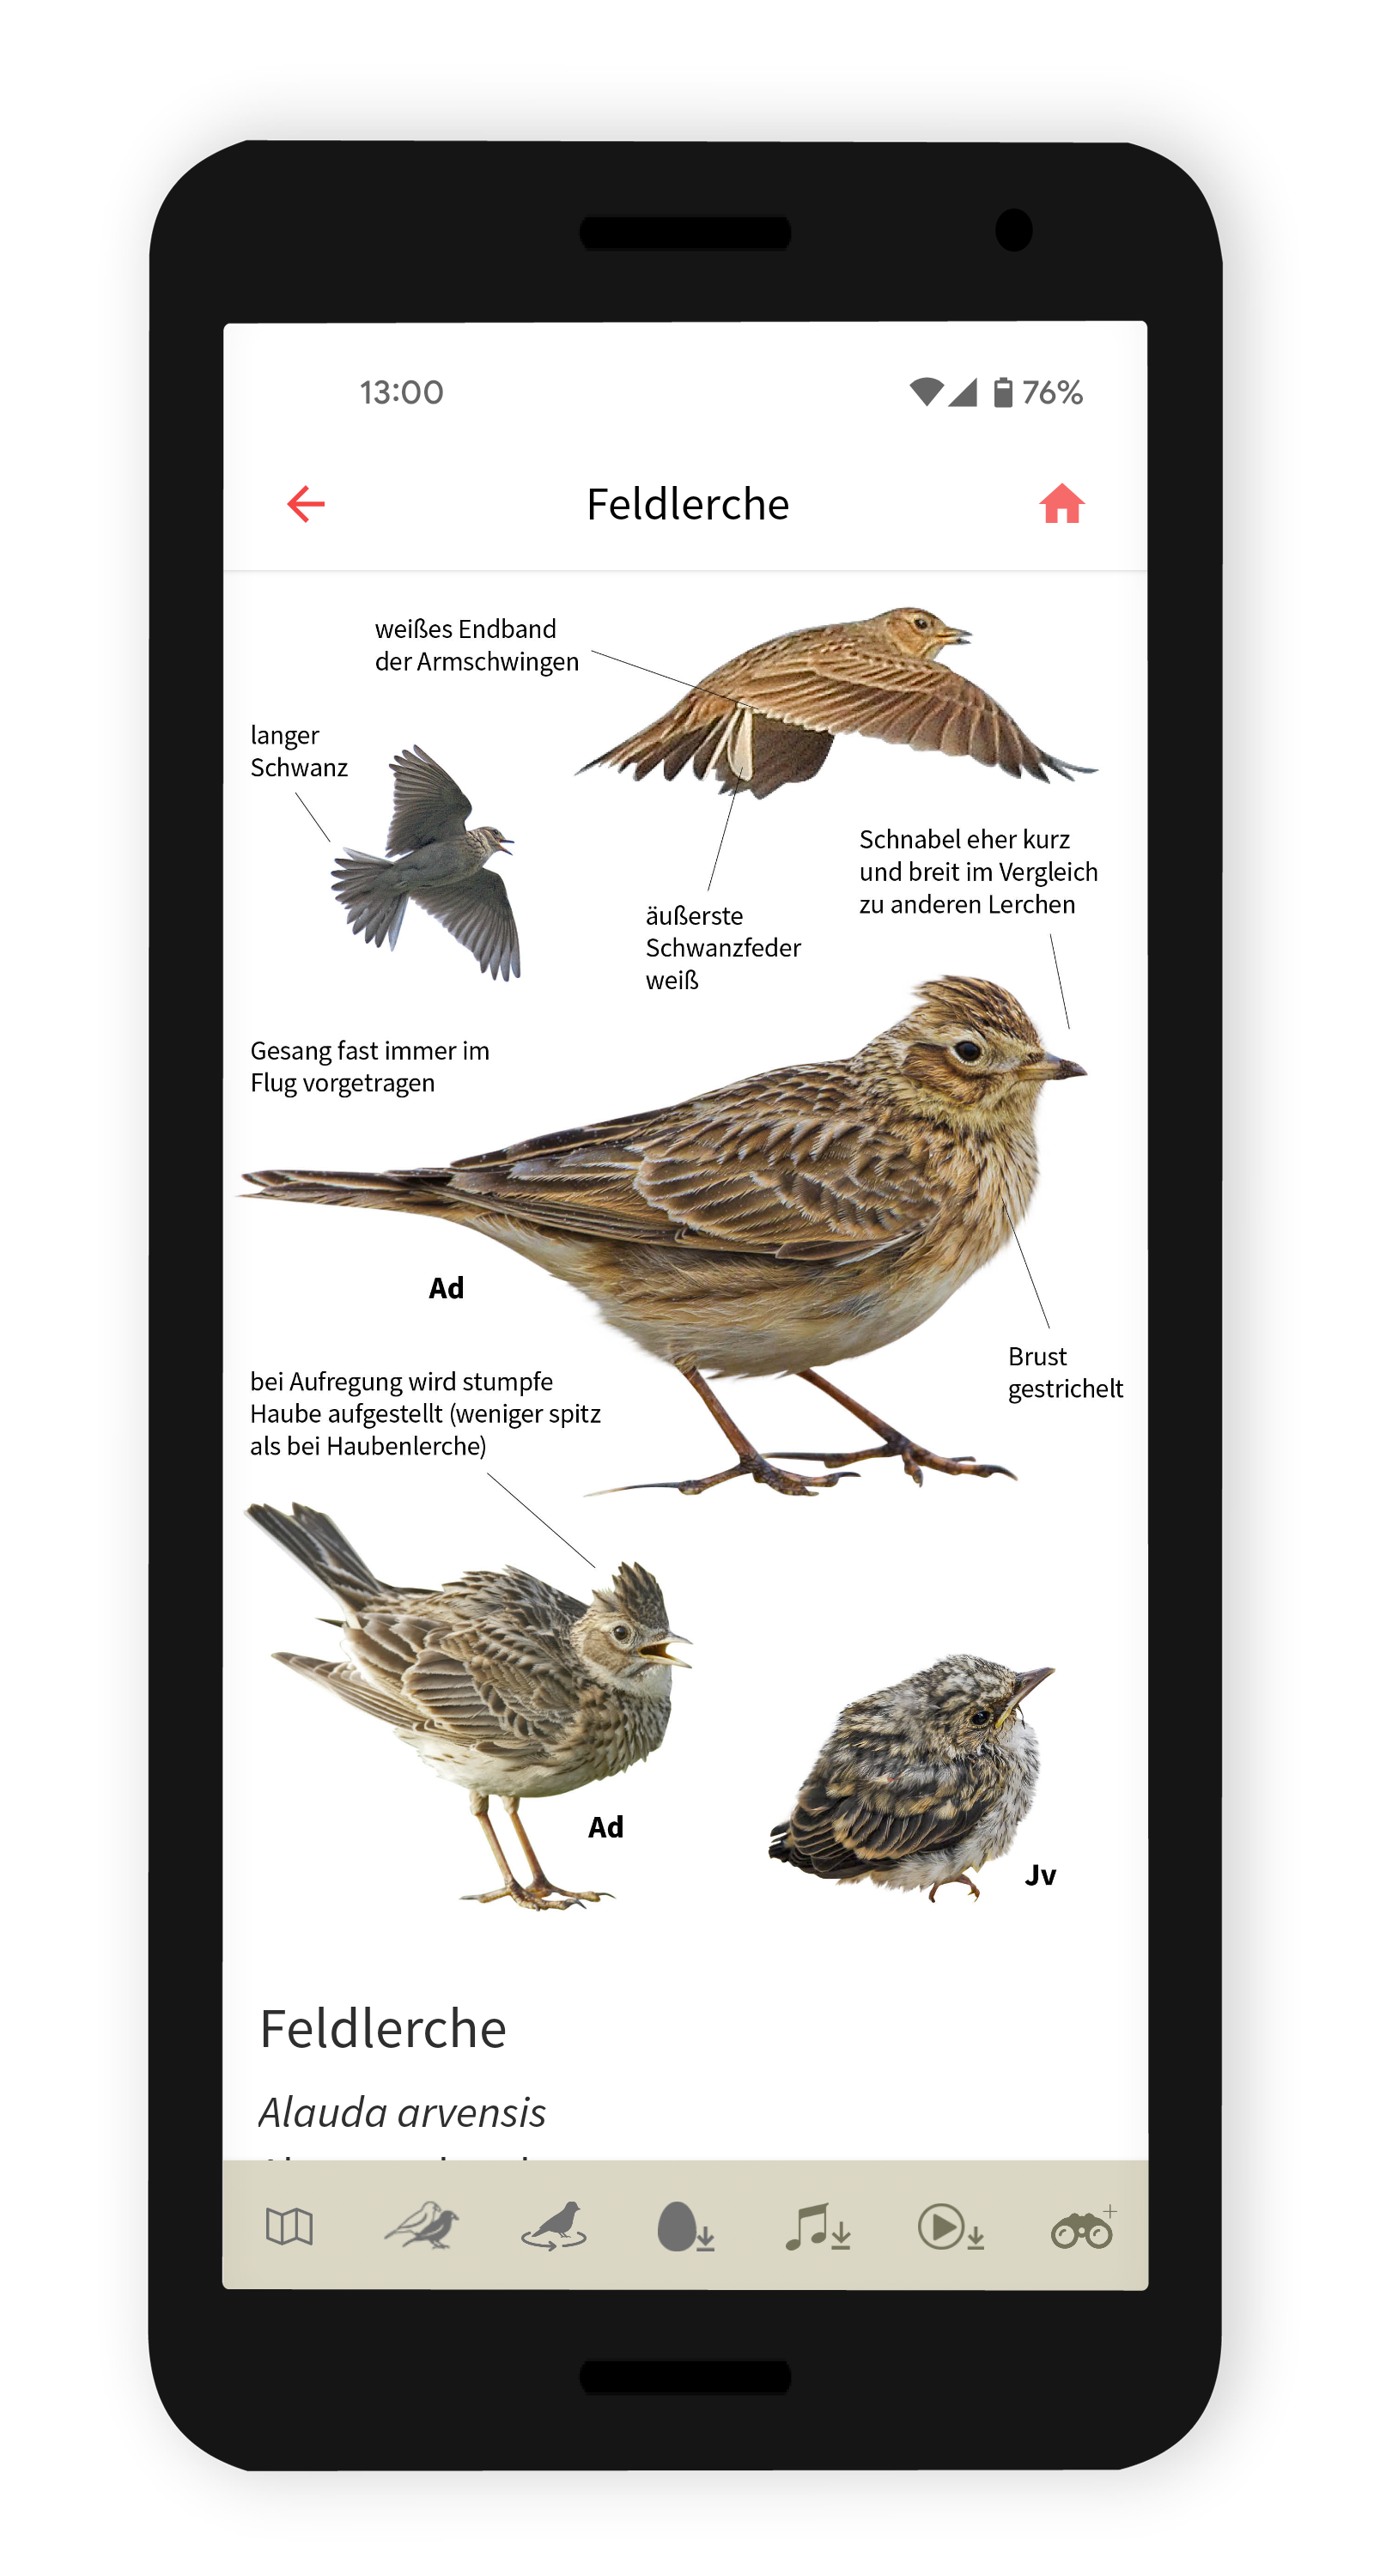 13:00
76%
Feldlerche
weißes Endband
der Armschwingen
langer
Schwanz
Schnabel eher kurz
und breit im Vergleich
zu anderen Lerchen
äußerste
Schwanzfeder
weiß
Gesang fast immer im
Flug vorgetragen
Ad
Brust
gestrichelt
bei Aufregung wird stumpfe
Haube aufgestellt (weniger spitz
als bei Haubenlerche)
Ad
Jv
Feldlerche
Alauda arvensis